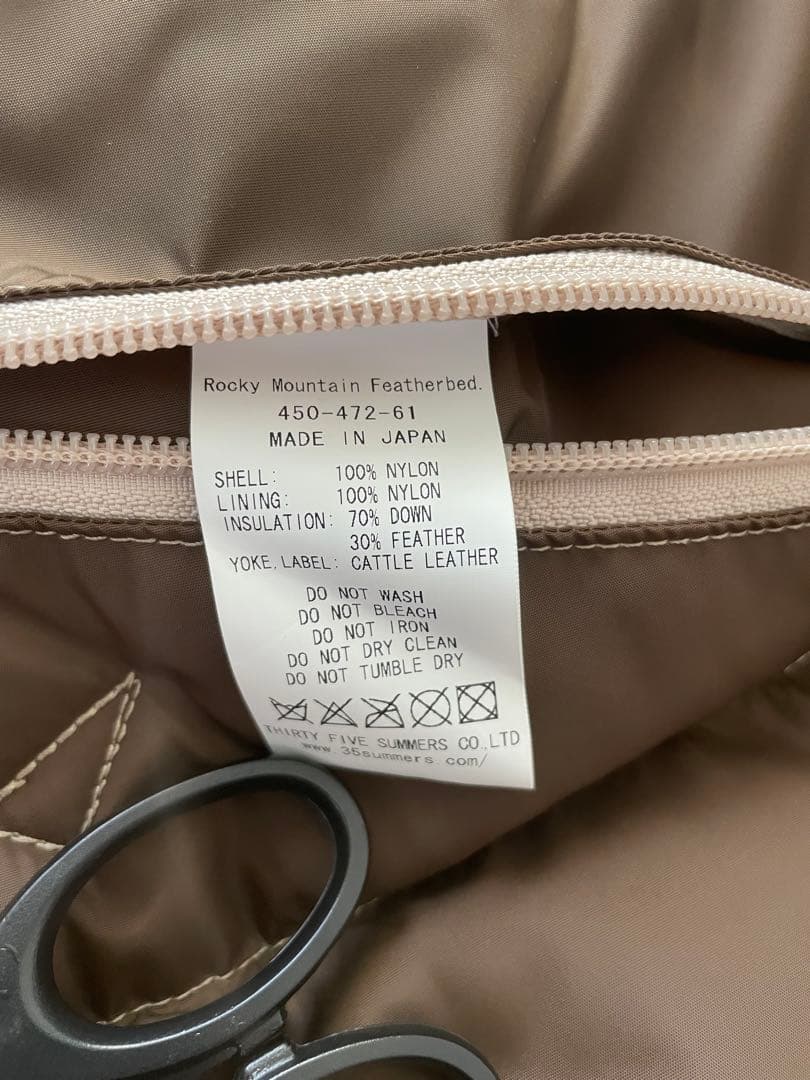 Rocky Mountain Featherbed.
450-472-61
MADE IN JAPAN
SHELL: 100% NYLON
LINING: 100% NYLON
INSULATION: 70% DOWN
30% FEATHER
YOKE, LABEL: CATTLE LEATHER
DO NOT WASH
DO NOT BLEACH
DO NOT IRON
DO NOT DRY CLEAN
DO NOT TUMBLE DRY
THIRTY FIVE SUMMERS CO.,LTD
www.35summers.com/